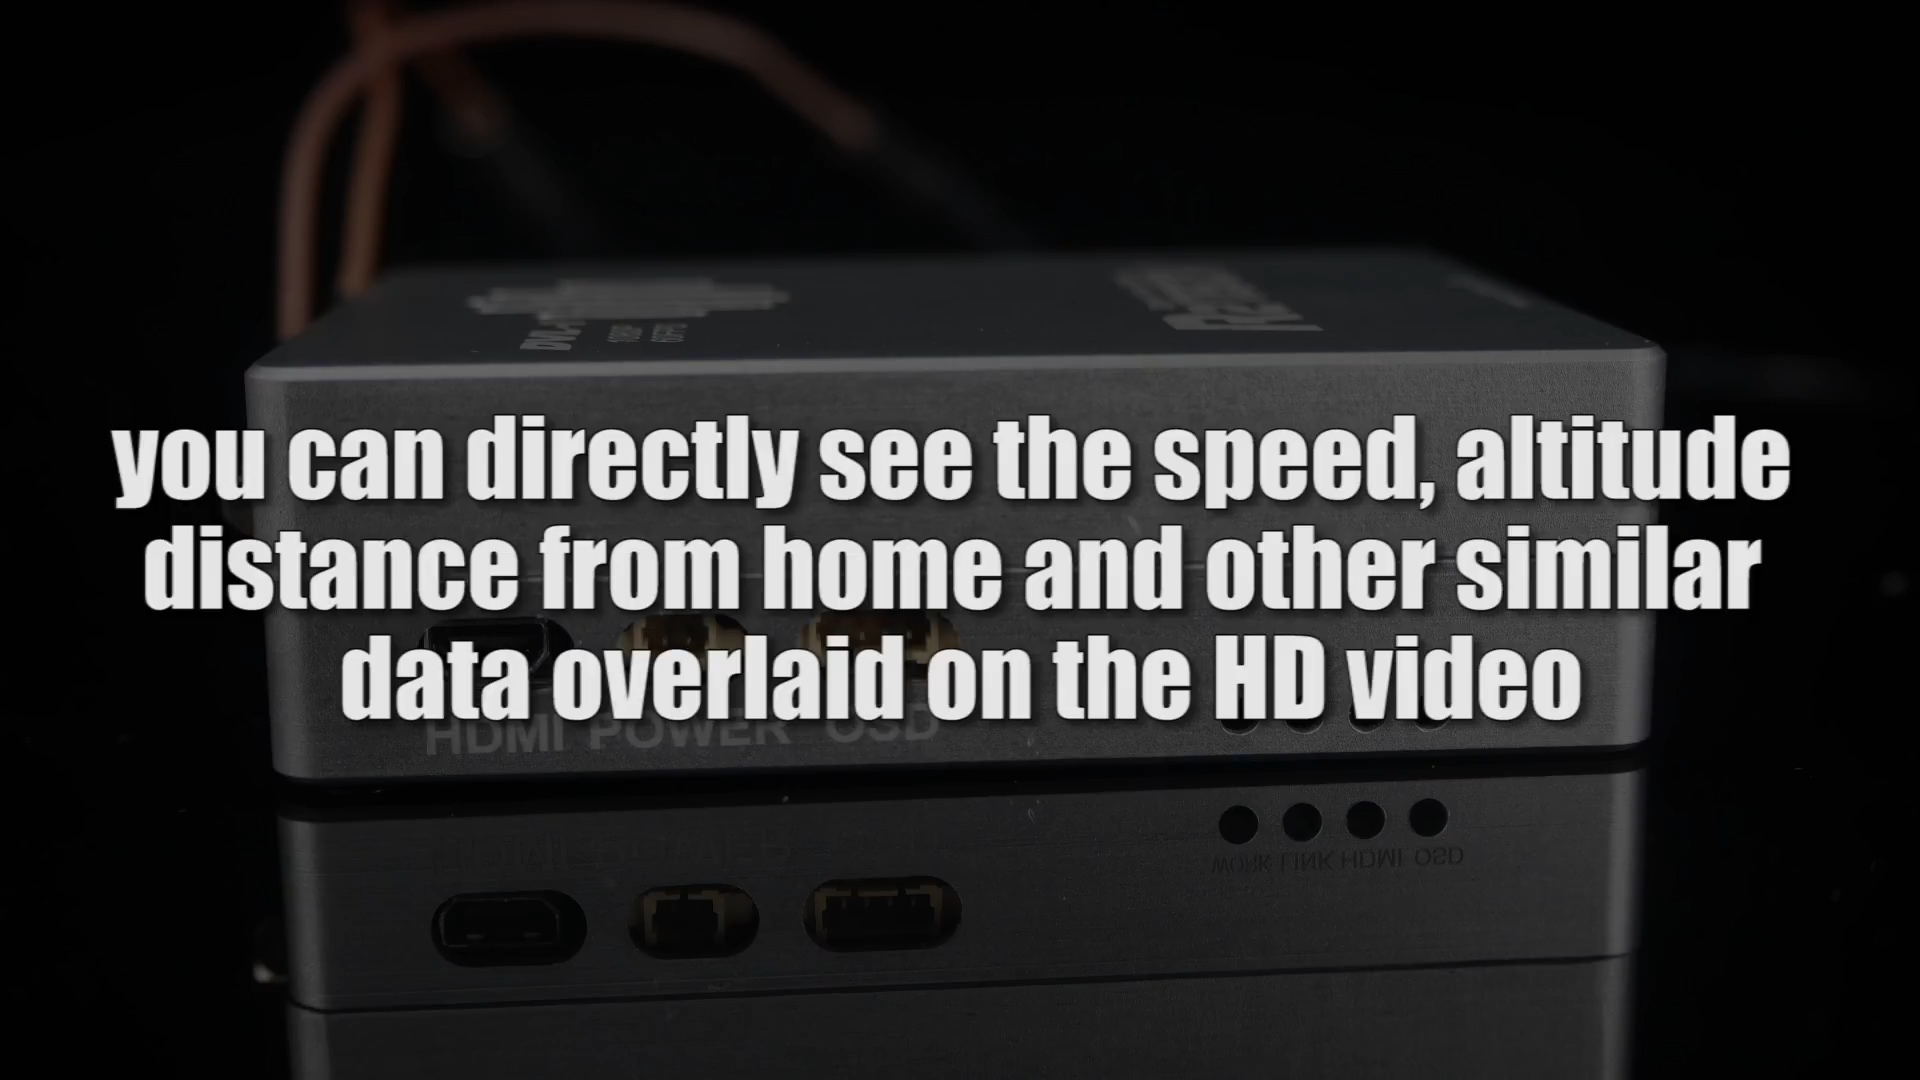 you can directly see the speed, altitude
distance from home and other similar
data overlaid on the HD video
HDMI POWER OSD
WORK LINK HDMI OSD